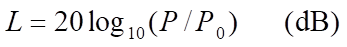 L = 20 log₁₀ (P / P₀) (dB)